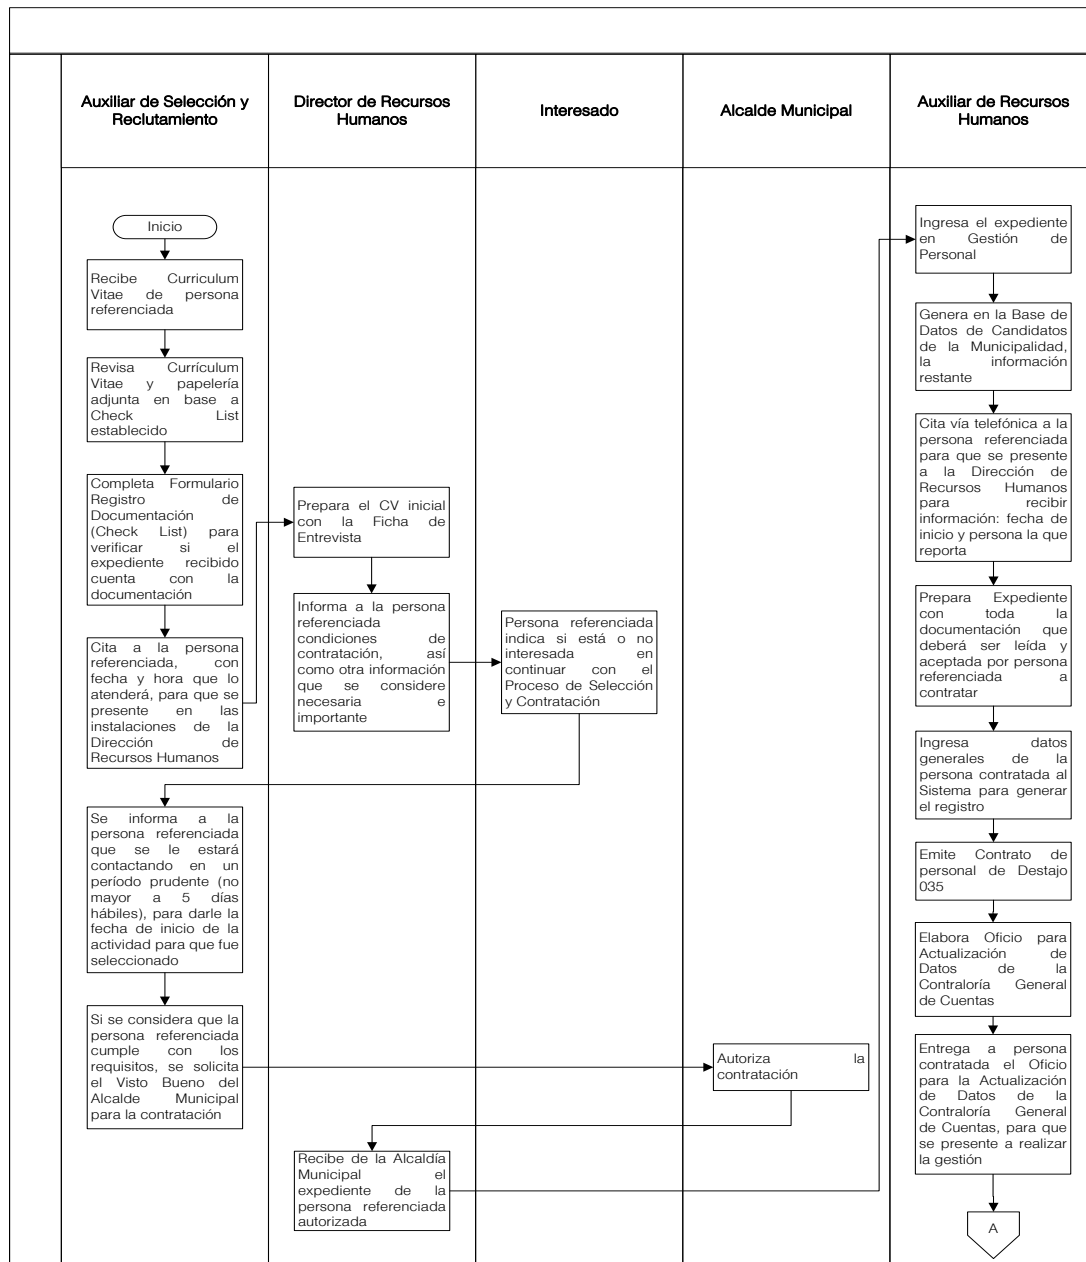 Auxiliar de Selección y
Reclutamiento
Director de Recursos
Humanos
Interesado
Alcalde Municipal
Auxiliar de Recursos
Humanos
Inicio
Recibe Curriculum
Vitae de persona
referenciada
Revisa Currículum
Vitae y papelería
adjunta en base a
Check List
establecido
Completa Formulario
Registro de
Documentación
(Check List) para
verificar si el
expediente recibido
cuenta con la
documentación
Cita a la persona
referenciada, con
fecha y hora que lo
atenderá, para que se
presente en las
instalaciones de la
Dirección de
Recursos Humanos
Prepara el CV inicial
con la Ficha de
Entrevista
Informa a la persona
referenciada
condiciones de
contratación, así
como otra información
que se considere
necesaria e
importante
Persona referenciada
indica si está o no
interesada en
continuar con el
Proceso de Selección
y Contratación
Se informa a la
persona referenciada
que se le estará
contactando en un
período prudente (no
mayor a 5 días
hábiles), para darle la
fecha de inicio de la
actividad para que fue
seleccionado
Si se considera que la
persona referenciada
cumple con los
requisitos, se solicita
el Visto Bueno del
Alcalde Municipal
para la contratación
Autoriza la
contratación
Recibe de la Alcaldía
Municipal el
expediente de la
persona referenciada
autorizada
Ingresa el expediente
en Gestión de
Personal
Genera en la Base de
Datos de Candidatos
de la Municipalidad,
la información
restante
Cita vía telefónica a la
persona referenciada
para que se presente
a la Dirección de
Recursos Humanos
para recibir
información: fecha de
inicio y persona la que
reporta
Prepara Expediente
con toda la
documentación que
deberá ser leída y
aceptada por persona
referenciada a
contratar
Ingresa datos
generales de la
persona contratada al
Sistema para generar
el registro
Emite Contrato de
personal de Destajo
035
Elabora Oficio para
Actualización de
Datos de la
Contraloría General
de Cuentas
Entrega a persona
contratada el Oficio
para la Actualización
de Datos de la
Contraloría General
de Cuentas, para que
se presente a realizar
la gestión
A